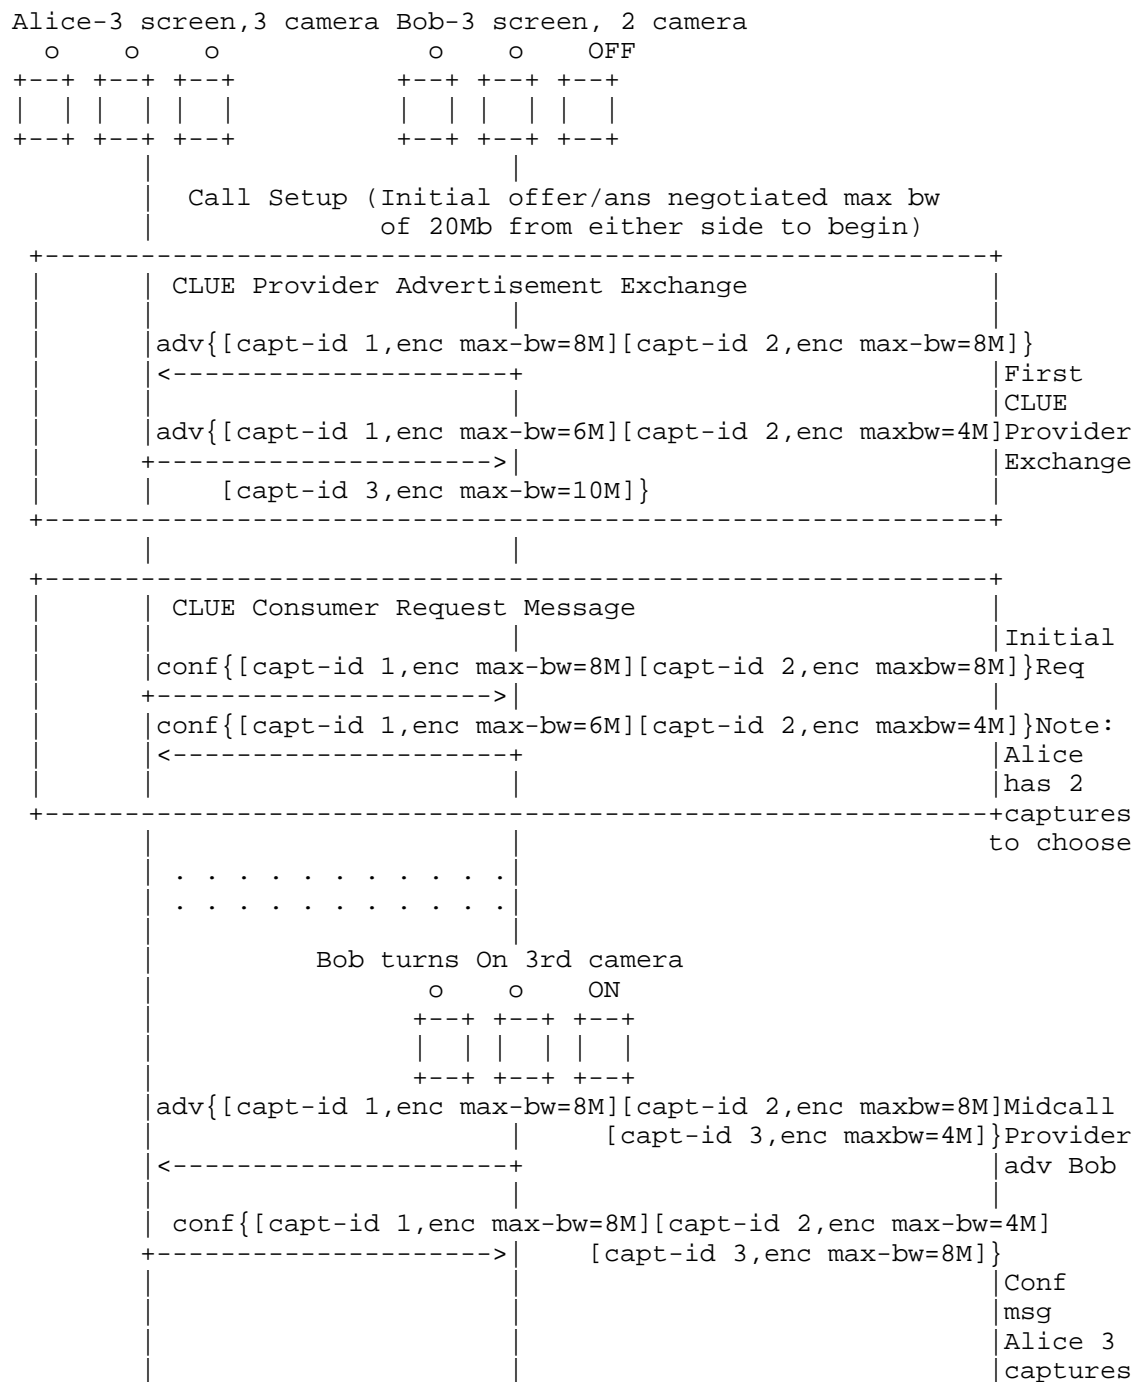 Alice-3 screen,3 camera Bob-3 screen, 2 camera
o o o o o OFF
Call Setup (Initial offer/ans negotiated max bw
of 20Mb from either side to begin)
CLUE Provider Advertisement Exchange
adv{[capt-id 1,enc max-bw=8M][capt-id 2,enc max-bw=8M]}
First
CLUE
adv{[capt-id 1,enc max-bw=6M][capt-id 2,enc maxbw=4M]Provider
Exchange
[capt-id 3,enc max-bw=10M]}
CLUE Consumer Request Message
Initial
conf{[capt-id 1,enc max-bw=8M][capt-id 2,enc maxbw=8M]}Req
conf{[capt-id 1,enc max-bw=6M][capt-id 2,enc maxbw=4M]}Note:
Alice
has 2
captures
to choose
. . . . . . . . . . .
. . . . . . . . . . .
Bob turns On 3rd camera
o o ON
adv{[capt-id 1,enc max-bw=8M][capt-id 2,enc maxbw=8M]Midcall
[capt-id 3,enc maxbw=4M]}Provider
adv Bob
conf{[capt-id 1,enc max-bw=8M][capt-id 2,enc max-bw=4M]
[capt-id 3,enc max-bw=8M]}
Conf
msg
Alice 3
captures